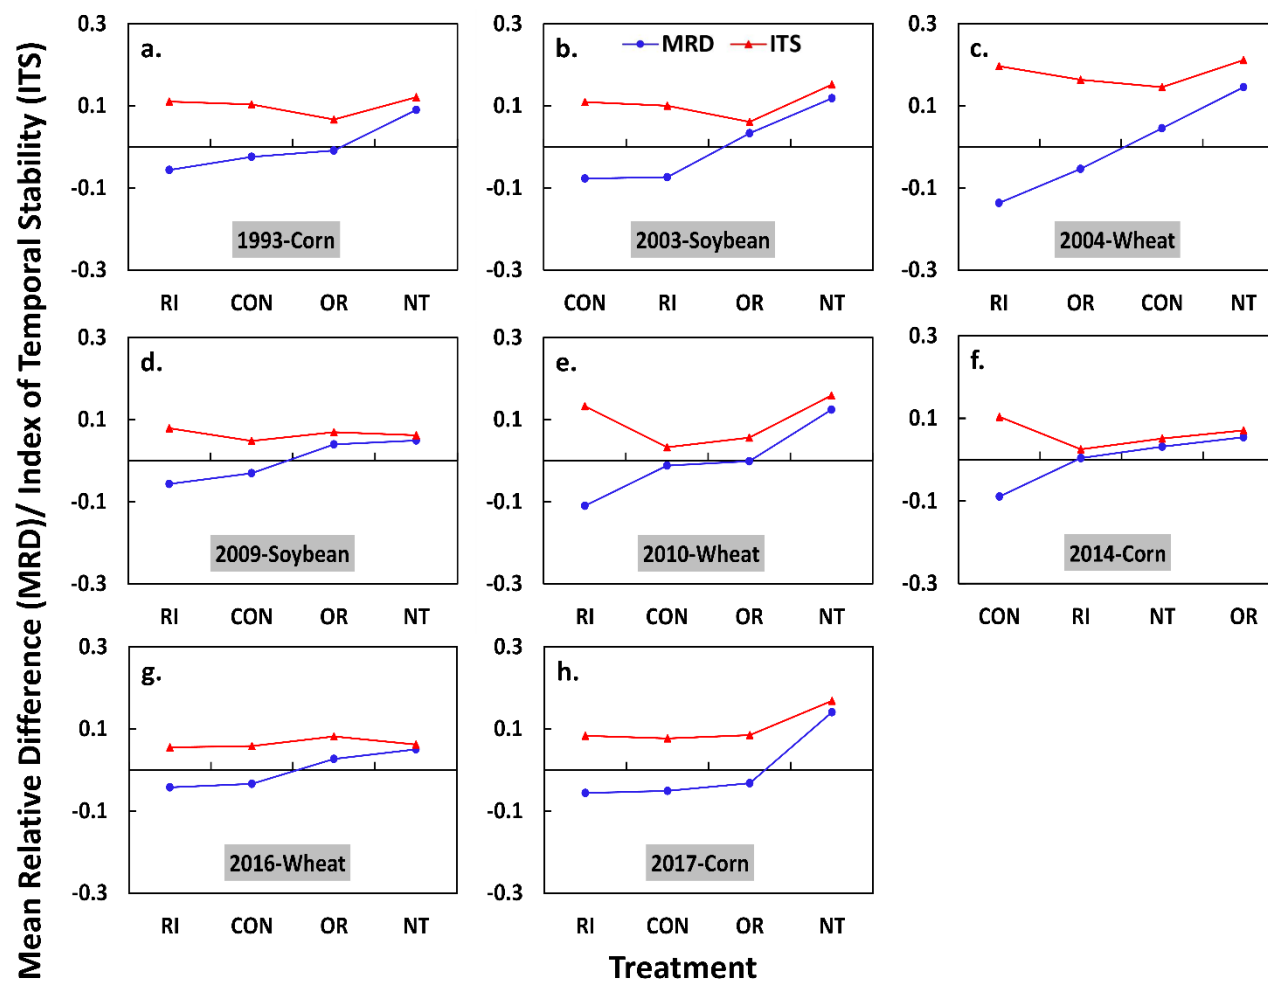 Mean Relative Difference (MRD)/ Index of Temporal Stability (ITS)
0.3
0.1
-0.1
-0.3
a.
1993-Corn
RI CON OR NT
0.3
0.1
-0.1
-0.3
b.
MRD ITS
2003-Soybean
CON RI OR NT
0.3
0.1
-0.1
-0.3
c.
2004-Wheat
RI OR CON NT
0.3
0.1
-0.1
-0.3
d.
2009-Soybean
RI CON OR NT
0.3
0.1
-0.1
-0.3
e.
2010-Wheat
RI CON OR NT
0.3
0.1
-0.1
-0.3
f.
2014-Corn
CON RI NT OR
0.3
0.1
-0.1
-0.3
g.
2016-Wheat
RI CON OR NT
0.3
0.1
-0.1
-0.3
h.
2017-Corn
RI CON OR NT
Treatment